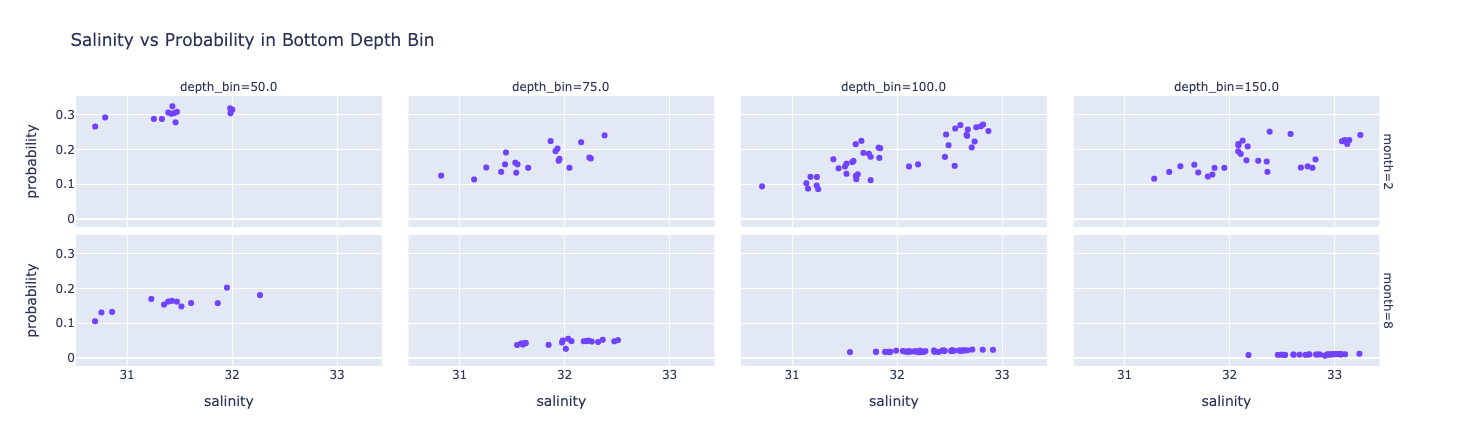 Salinity vs Probability in Bottom Depth Bin
depth_bin=50.0
depth_bin=75.0
depth_bin=100.0
depth_bin=150.0
probability
0.3
0.2
0.1
0
month=2
probability
0.3
0.2
0.1
0
month=8
31
32
33
31
32
33
31
32
33
31
32
33
salinity
salinity
salinity
salinity